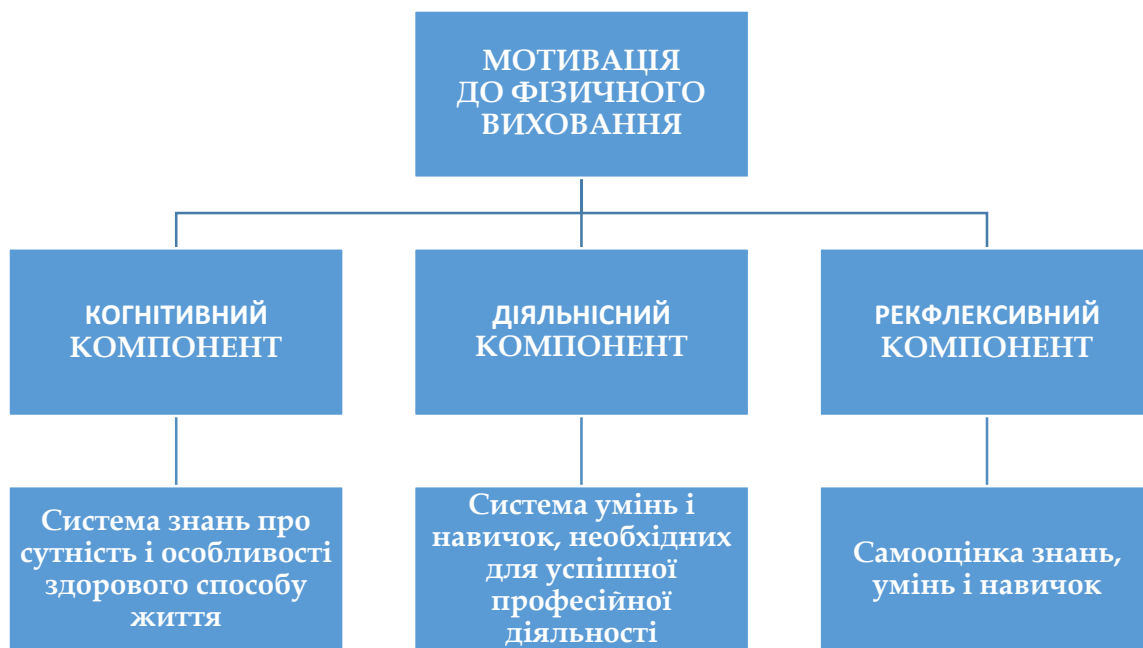 МОТИВАЦІЯ
ДО ФІЗИЧНОГО
ВИХОВАННЯ
КОГНІТИВНИЙ
КОМПОНЕНТ
ДІЯЛЬНІСНИЙ
КОМПОНЕНТ
РЕКФЛЕКСИВНИЙ
КОМПОНЕНТ
Система знань про
сутність і особливості
здорового способу
життя
Система умінь і
навичок, необхідних
для успішної
професійної
діяльності
Самооцінка знань,
умінь і навичок